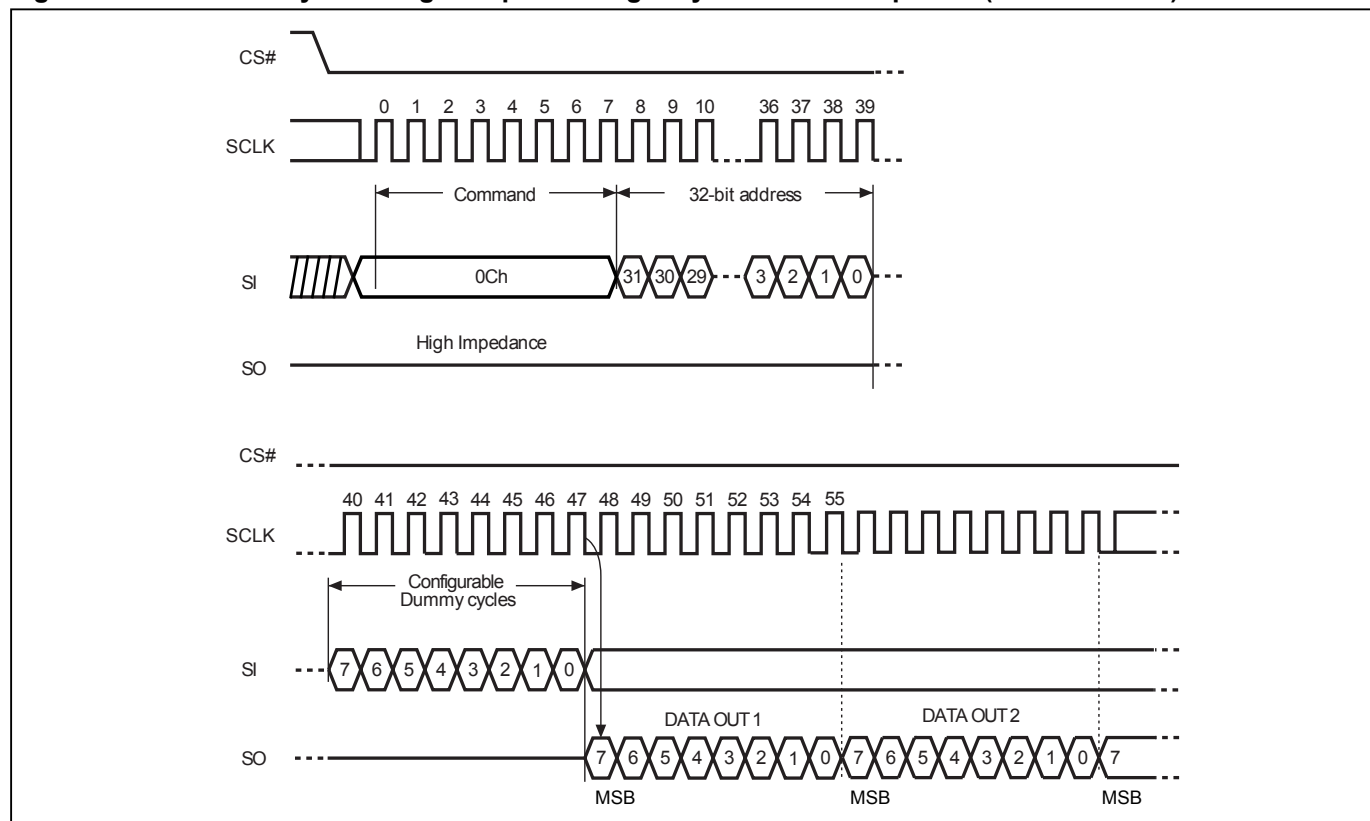 CS#
0 1 2 3 4 5 6 7 8 9 10 36 37 38 39
SCLK
Command 32-bit address
SI 0Ch 31 30 29 3 2 1 0
High Impedance
SO
CS#
40 41 42 43 44 45 46 47 48 49 50 51 52 53 54 55
SCLK
Configurable
Dummy cycles
SI 7 6 5 4 3 2 1 0
DATA OUT 1 DATA OUT 2
SO 7 6 5 4 3 2 1 0 7 6 5 4 3 2 1 0 7
MSB MSB MSB